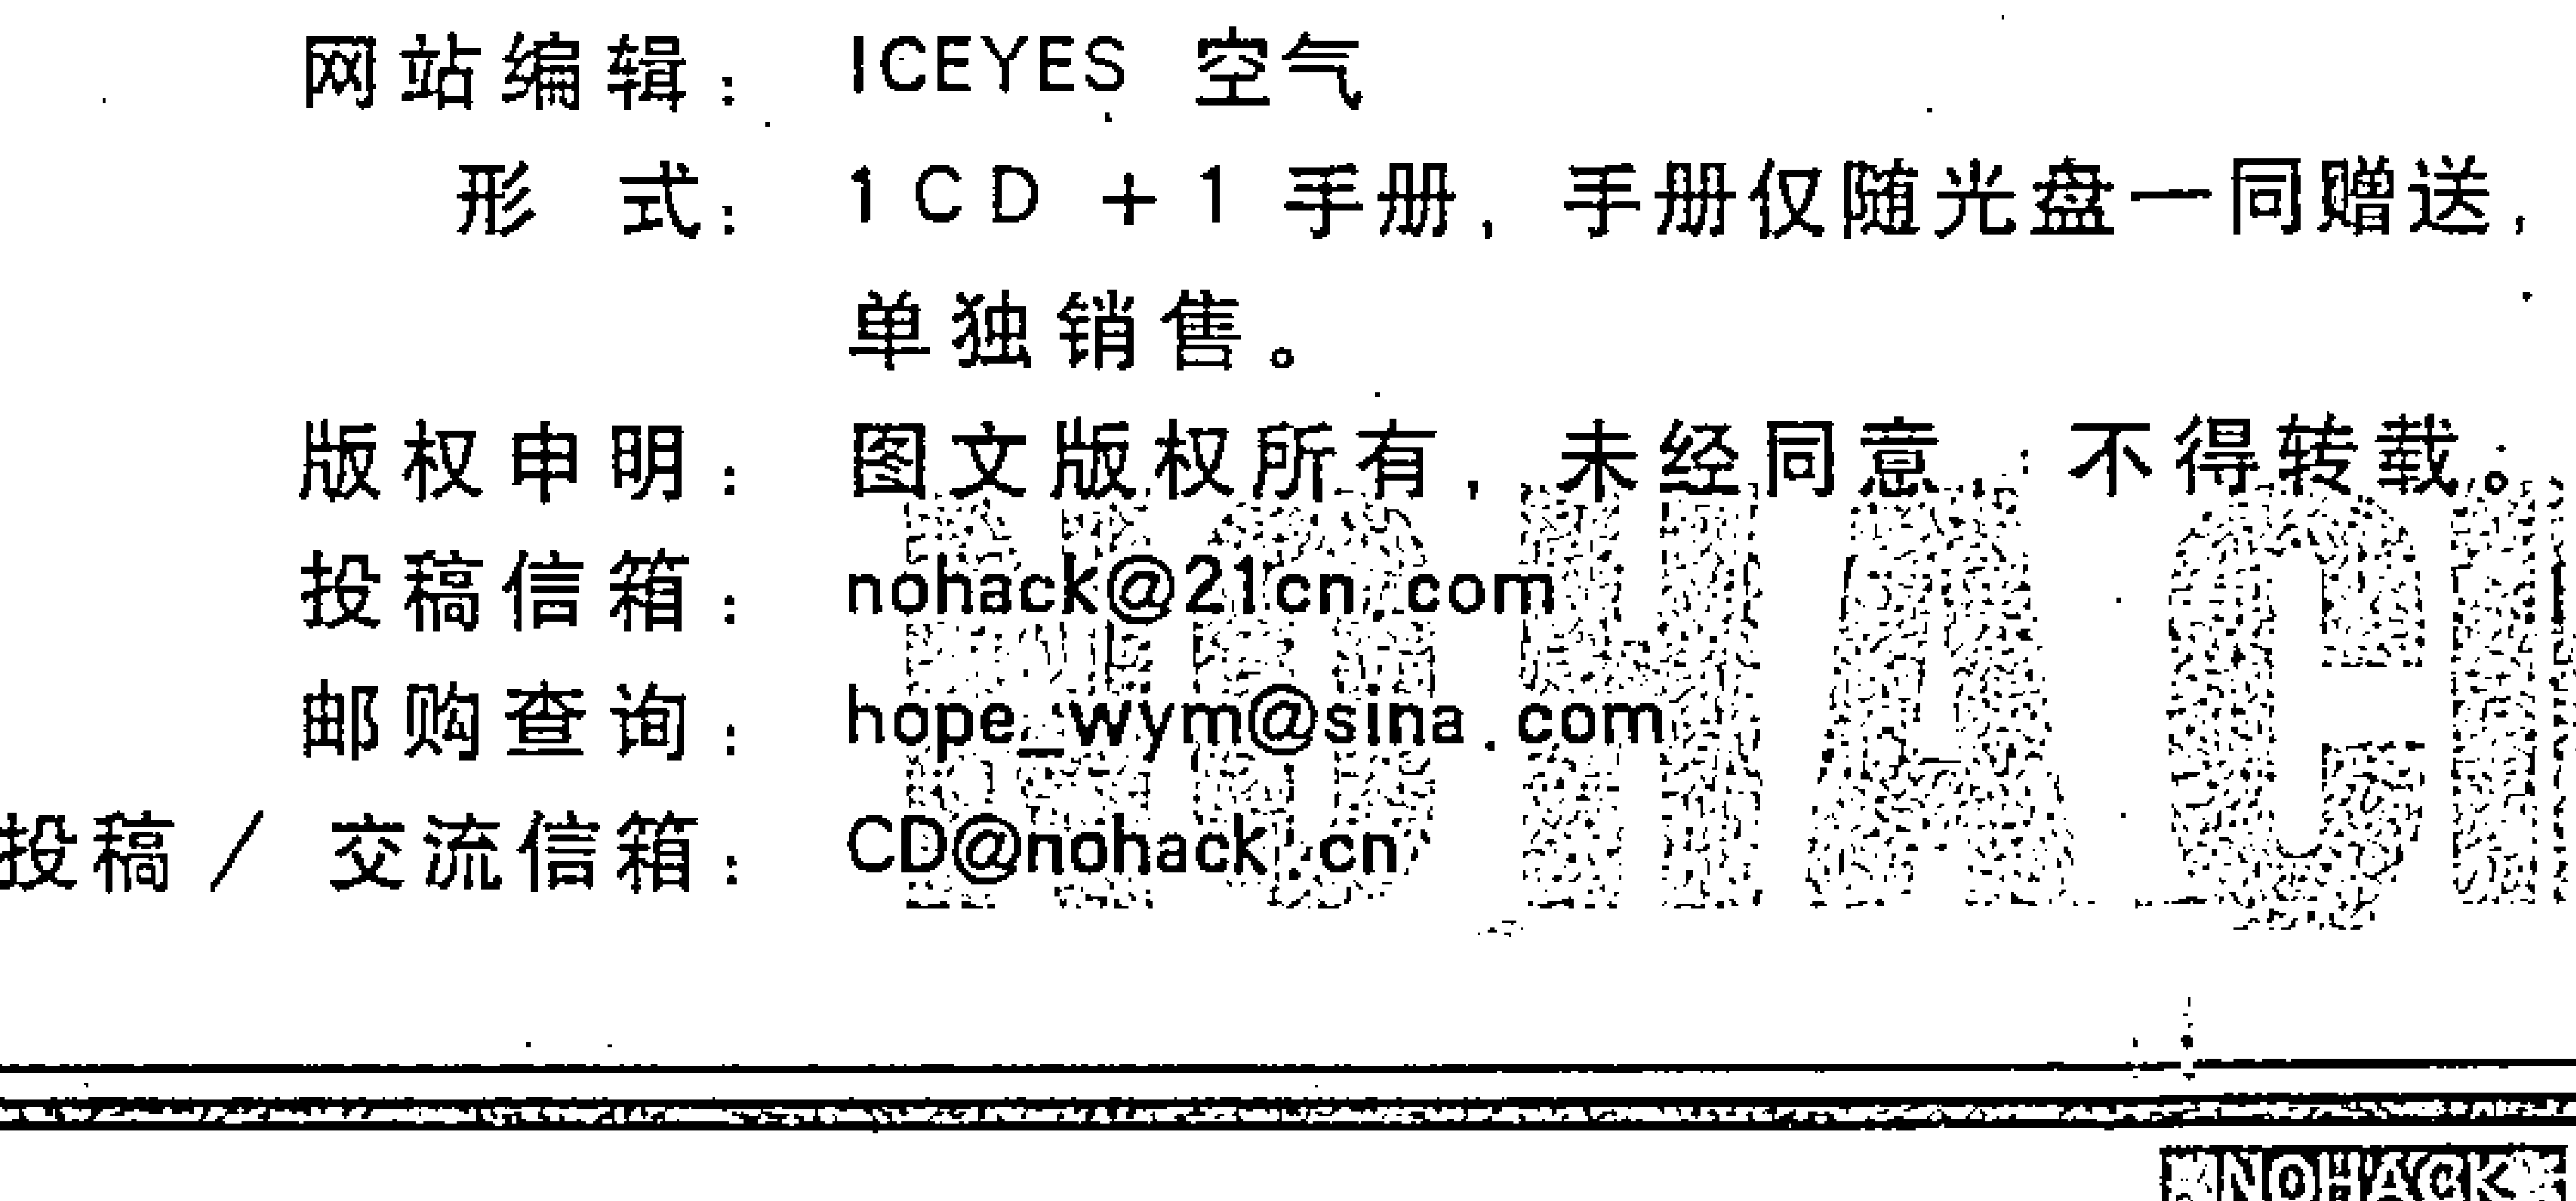 网站编辑： ICEYES 空气
形 式： 1CD +1 手册，手册仅随光盘一同赠送，
单独销售。
版权申明： 图文版权所有，未经同意，不得转载。
投稿信箱： nohack@21cn.com
邮购查询： hope_wym@sina.com
投稿/ 交流信箱： CD@nohack.cn
NOHAC
NOHACK